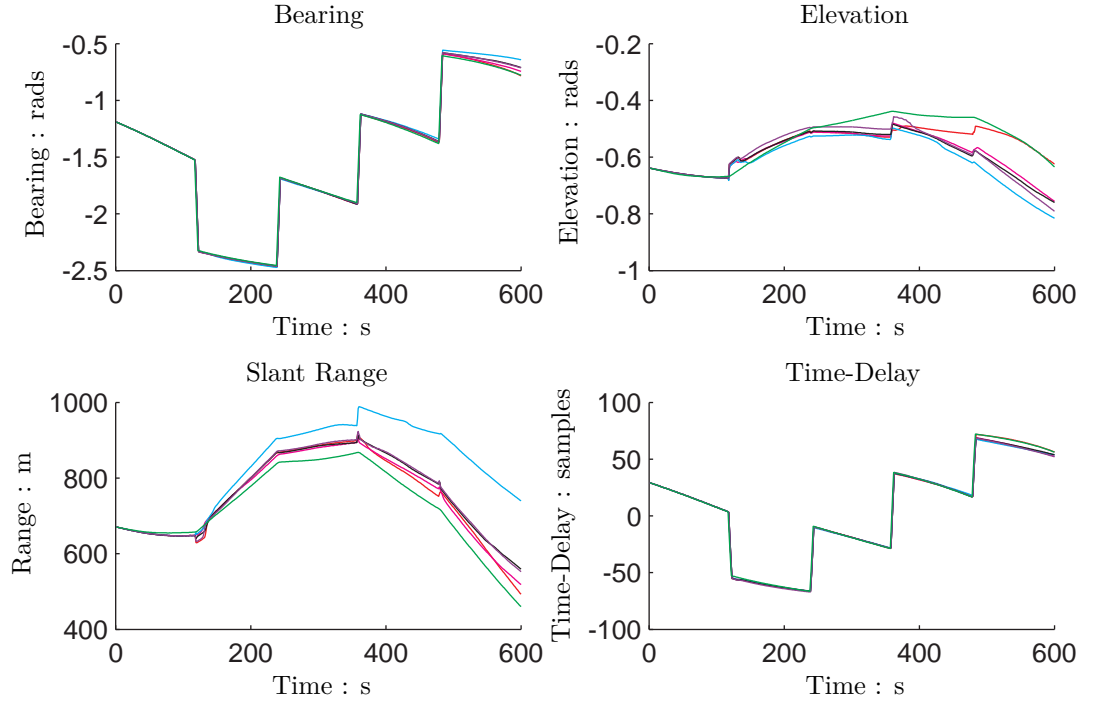 Bearing
Bearing : rads
-0.5
-1
-1.5
-2
-2.5
0 200 400 600
Time : s
Elevation
Elevation : rads
-0.2
-0.4
-0.6
-0.8
-1
0 200 400 600
Time : s
Slant Range
Range : m
1000
800
600
400
0 200 400 600
Time : s
Time-Delay
Time-Delay : samples
100
50
0
-50
-100
0 200 400 600
Time : s